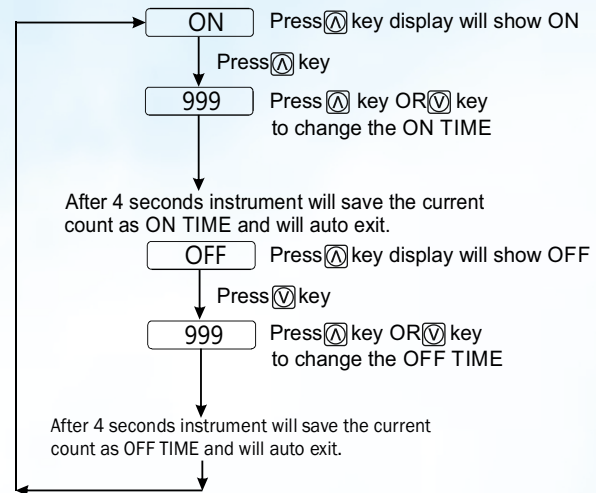 ON Press Ⓐ key display will show ON
Press Ⓐ key
999 Press Ⓐ key OR Ⓥ key
to change the ON TIME
After 4 seconds instrument will save the current
count as ON TIME and will auto exit.
OFF Press Ⓐ key display will show OFF
Press Ⓥ key
999 Press Ⓐ key OR Ⓥ key
to change the OFF TIME
After 4 seconds instrument will save the current
count as OFF TIME and will auto exit.